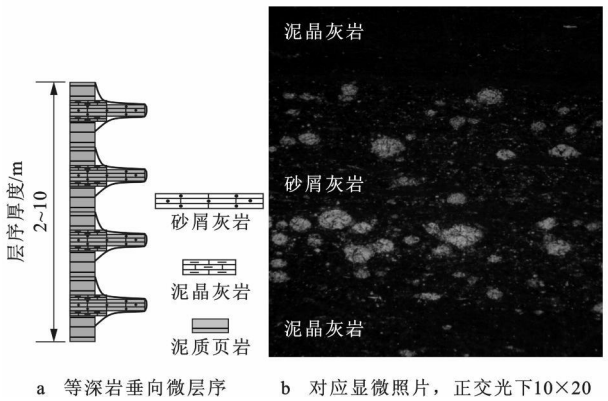 层序厚度/m
2~10
砂屑灰岩
泥晶灰岩
泥质页岩
泥晶灰岩
砂屑灰岩
泥晶灰岩
a 等深岩垂向微层序
b 对应显微照片，正交光下10×20